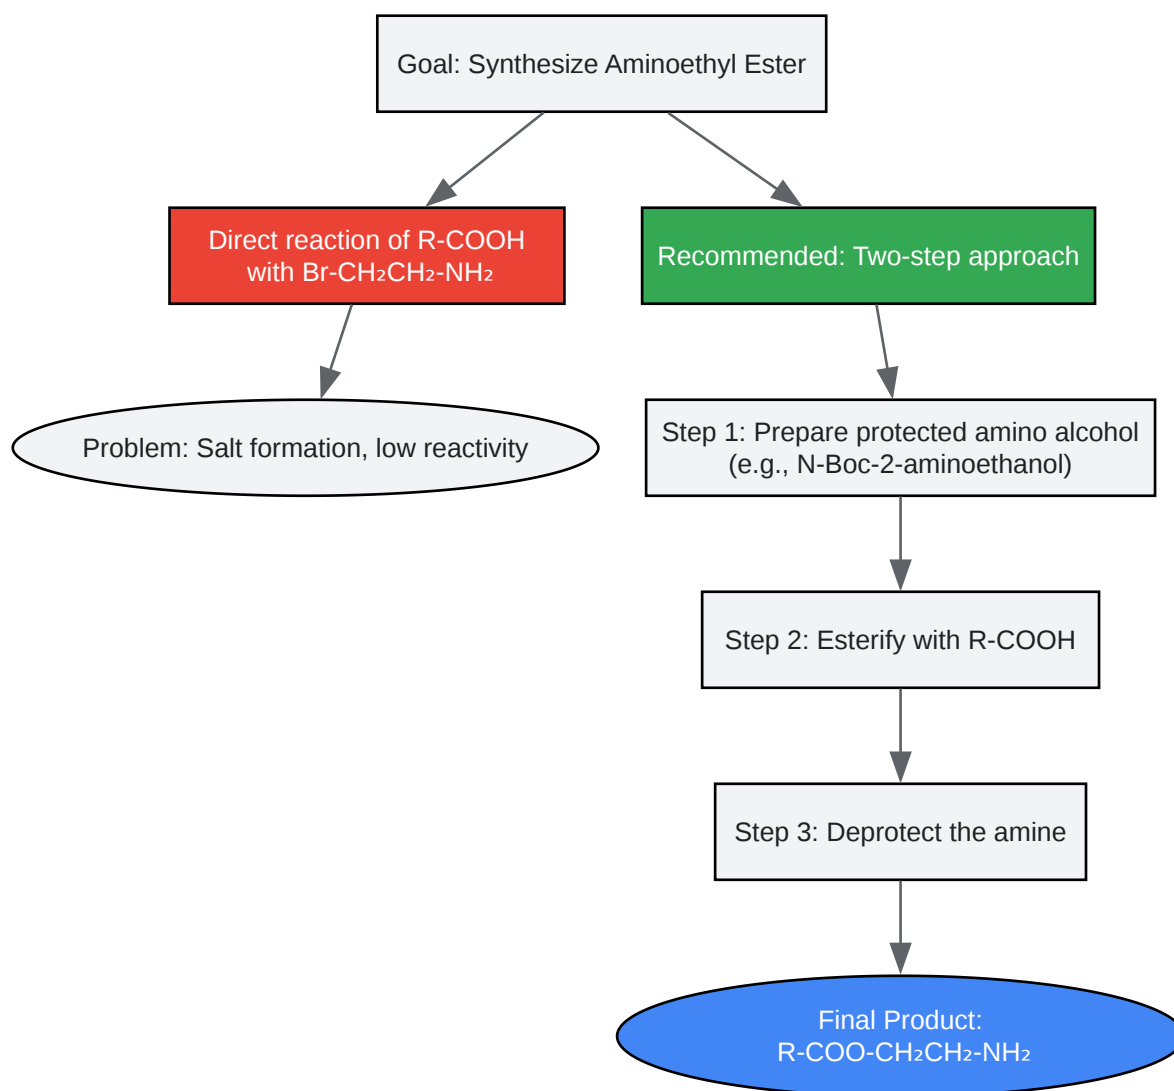 Goal: Synthesize Aminoethyl Ester
Direct reaction of R-COOH
with Br-CH₂CH₂-NH₂
Recommended: Two-step approach
Problem: Salt formation, low reactivity
Step 1: Prepare protected amino alcohol
(e.g., N-Boc-2-aminoethanol)
Step 2: Esterify with R-COOH
Step 3: Deprotect the amine
Final Product:
R-COO-CH₂CH₂-NH₂